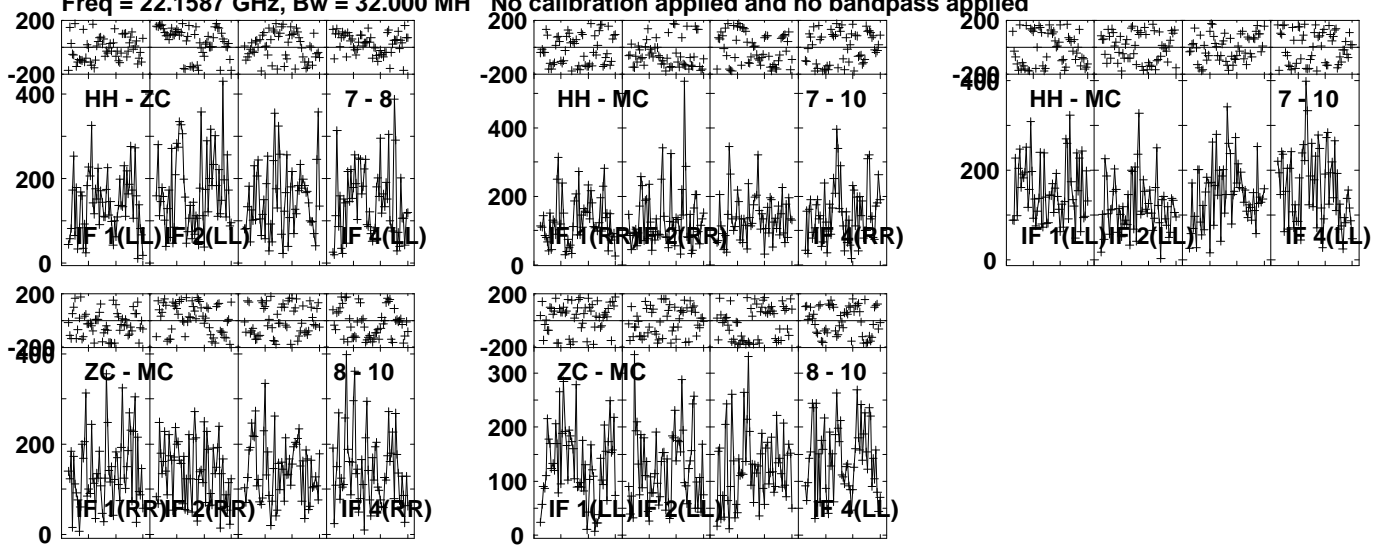 Freq = 22.1587 GHz, Bw = 32.000 MH   No calibration applied and no bandpass applied
200
-200
400
200
0
HH - ZC
7 - 8
IF 1(LL)
IF 2(LL)
IF 4(LL)
200
-200
400
200
0
HH - MC
7 - 10
IF 1(RR)
IF 2(RR)
IF 4(RR)
200
-200
400
200
0
HH - MC
7 - 10
IF 1(LL)
IF 2(LL)
IF 4(LL)
200
-200
400
200
0
ZC - MC
8 - 10
IF 1(RR)
IF 2(RR)
IF 4(RR)
200
-200
300
200
100
0
ZC - MC
8 - 10
IF 1(LL)
IF 2(LL)
IF 4(LL)